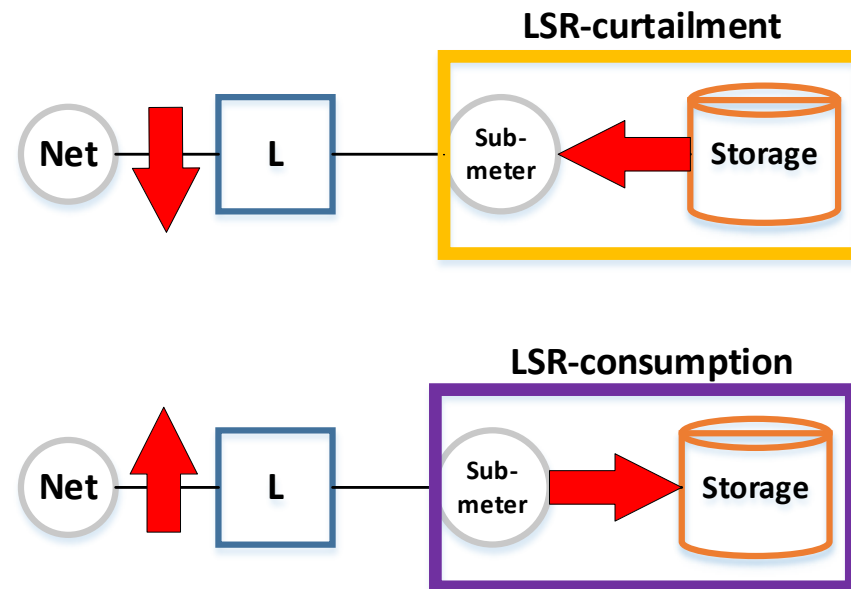 LSR-curtailment
Net
L
Sub-
meter
Storage
LSR-consumption
Net
L
Sub-
meter
Storage